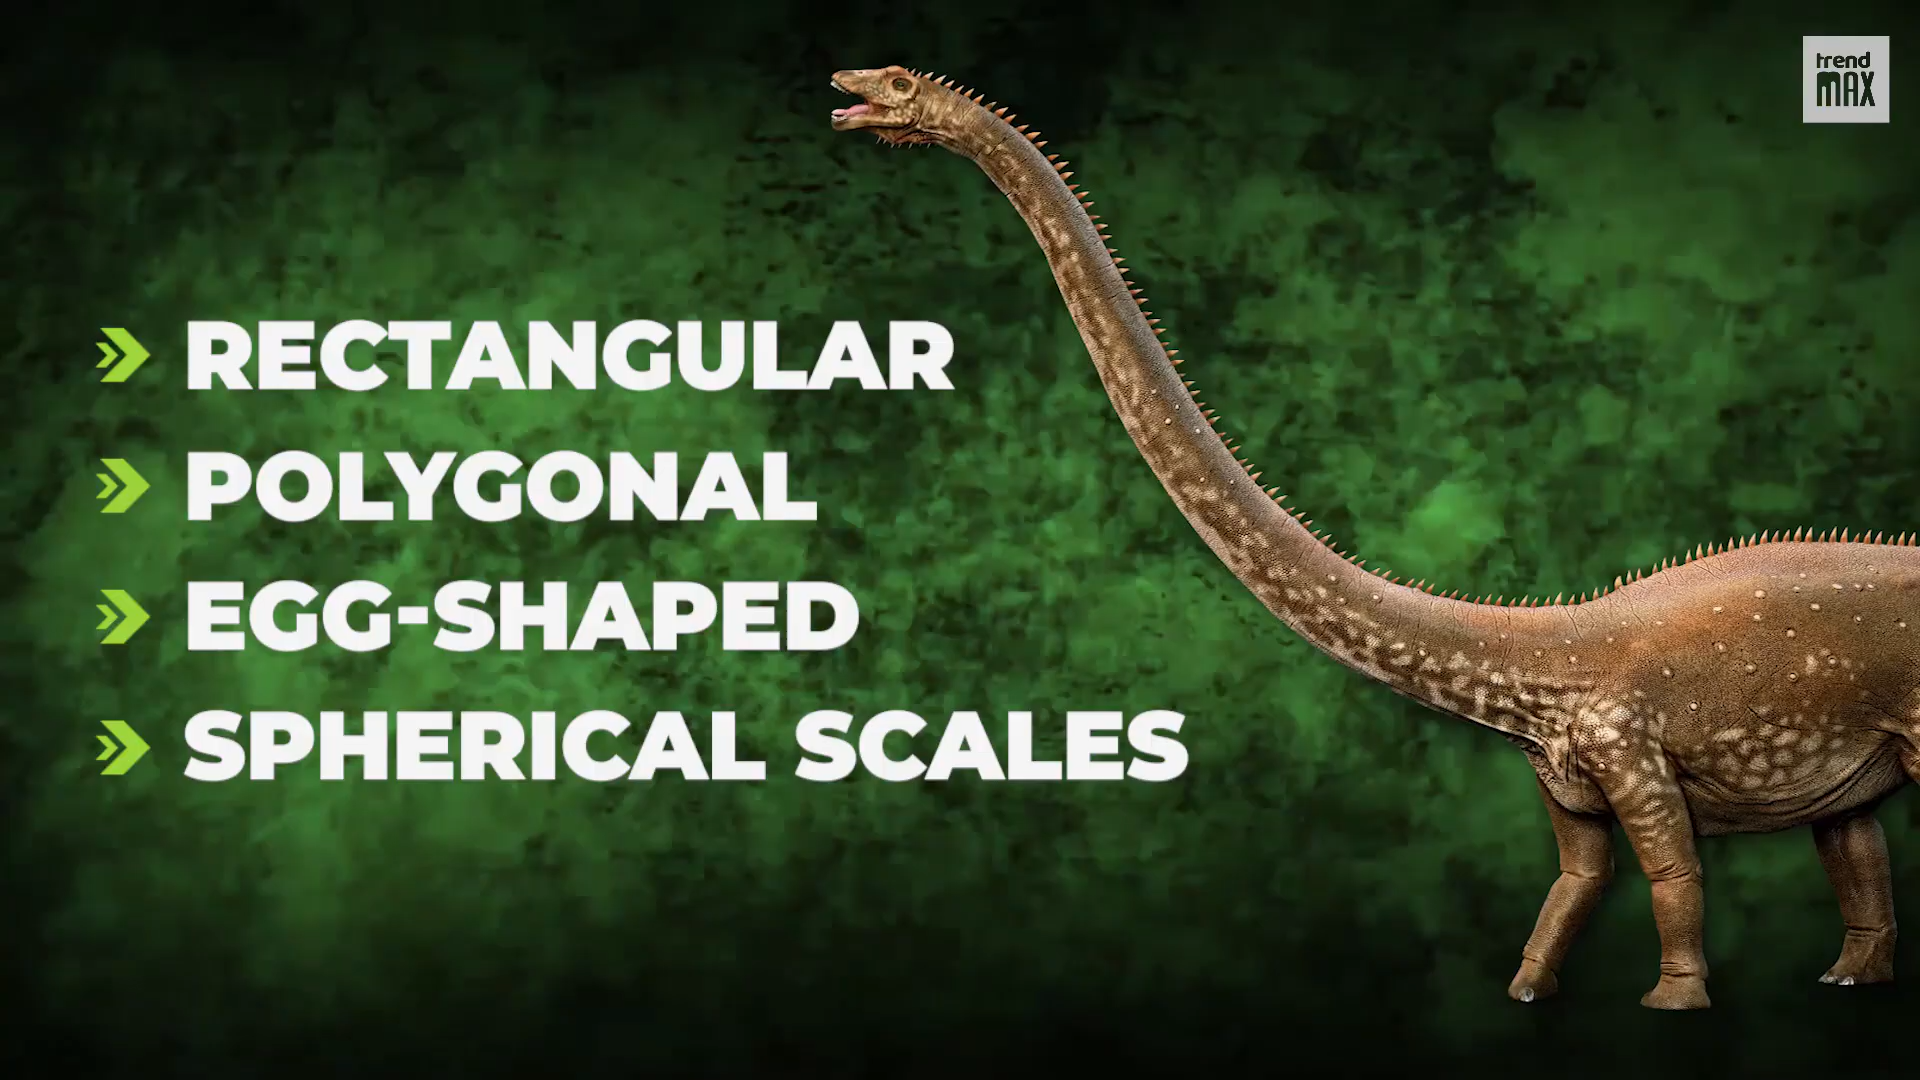 trend
MAX
RECTANGULAR
POLYGONAL
EGG-SHAPED
SPHERICAL SCALES